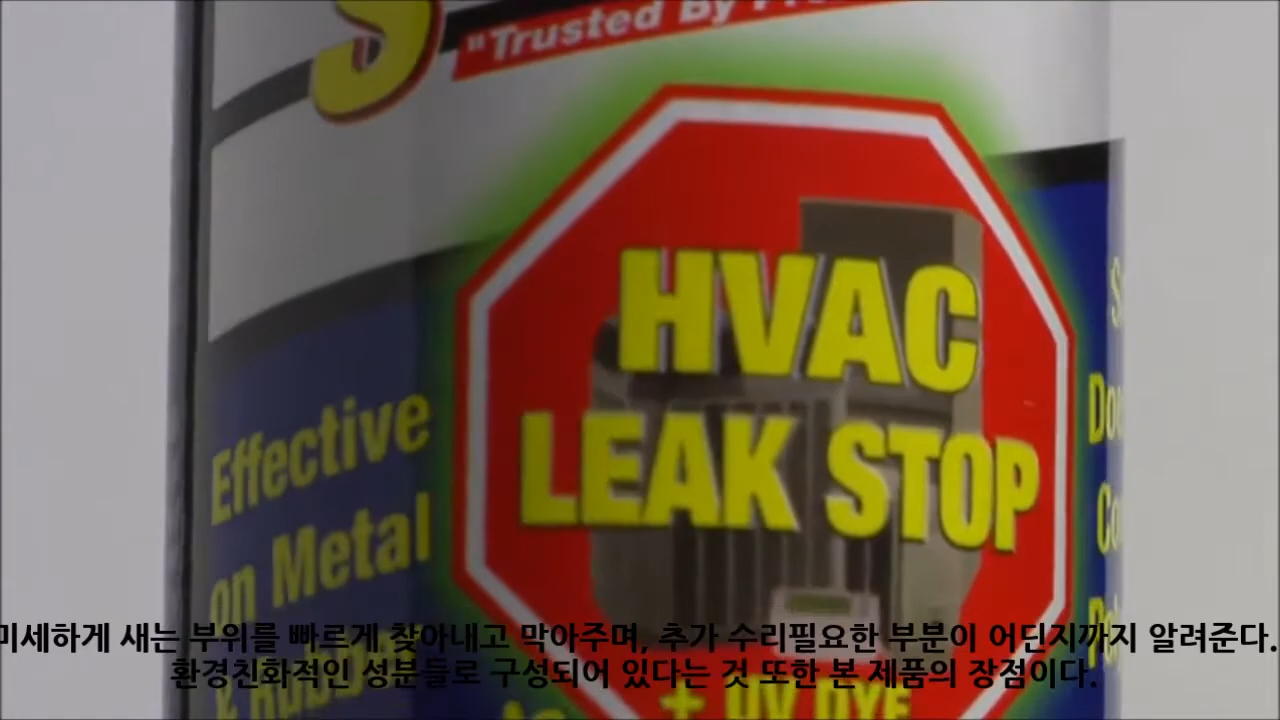 "Trusted By
HVAC
LEAK STOP
Effective
on Metal
미세하게 새는 부위를 빠르게 찾아내고 막아주며, 추가 수리필요한 부분이 어딘지까지 알려준다.
환경친화적인 성분들로 구성되어 있다는 것 또한 본 제품의 장점이다.
+ UV DYE